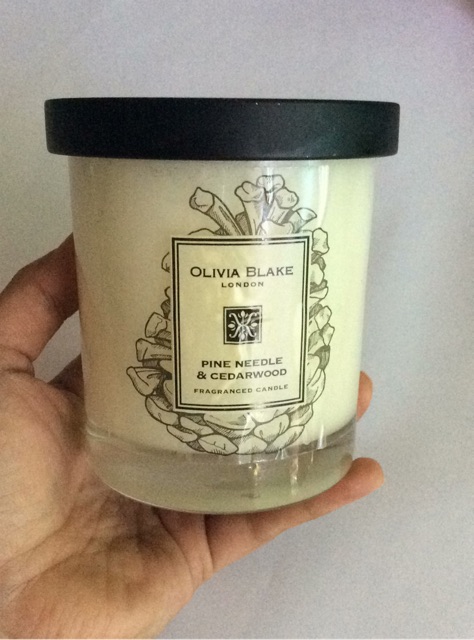 OLIVIA BLAKE
LONDON
PINE NEEDLE
& CEDARWOOD
FRAGRANCED CANDLE